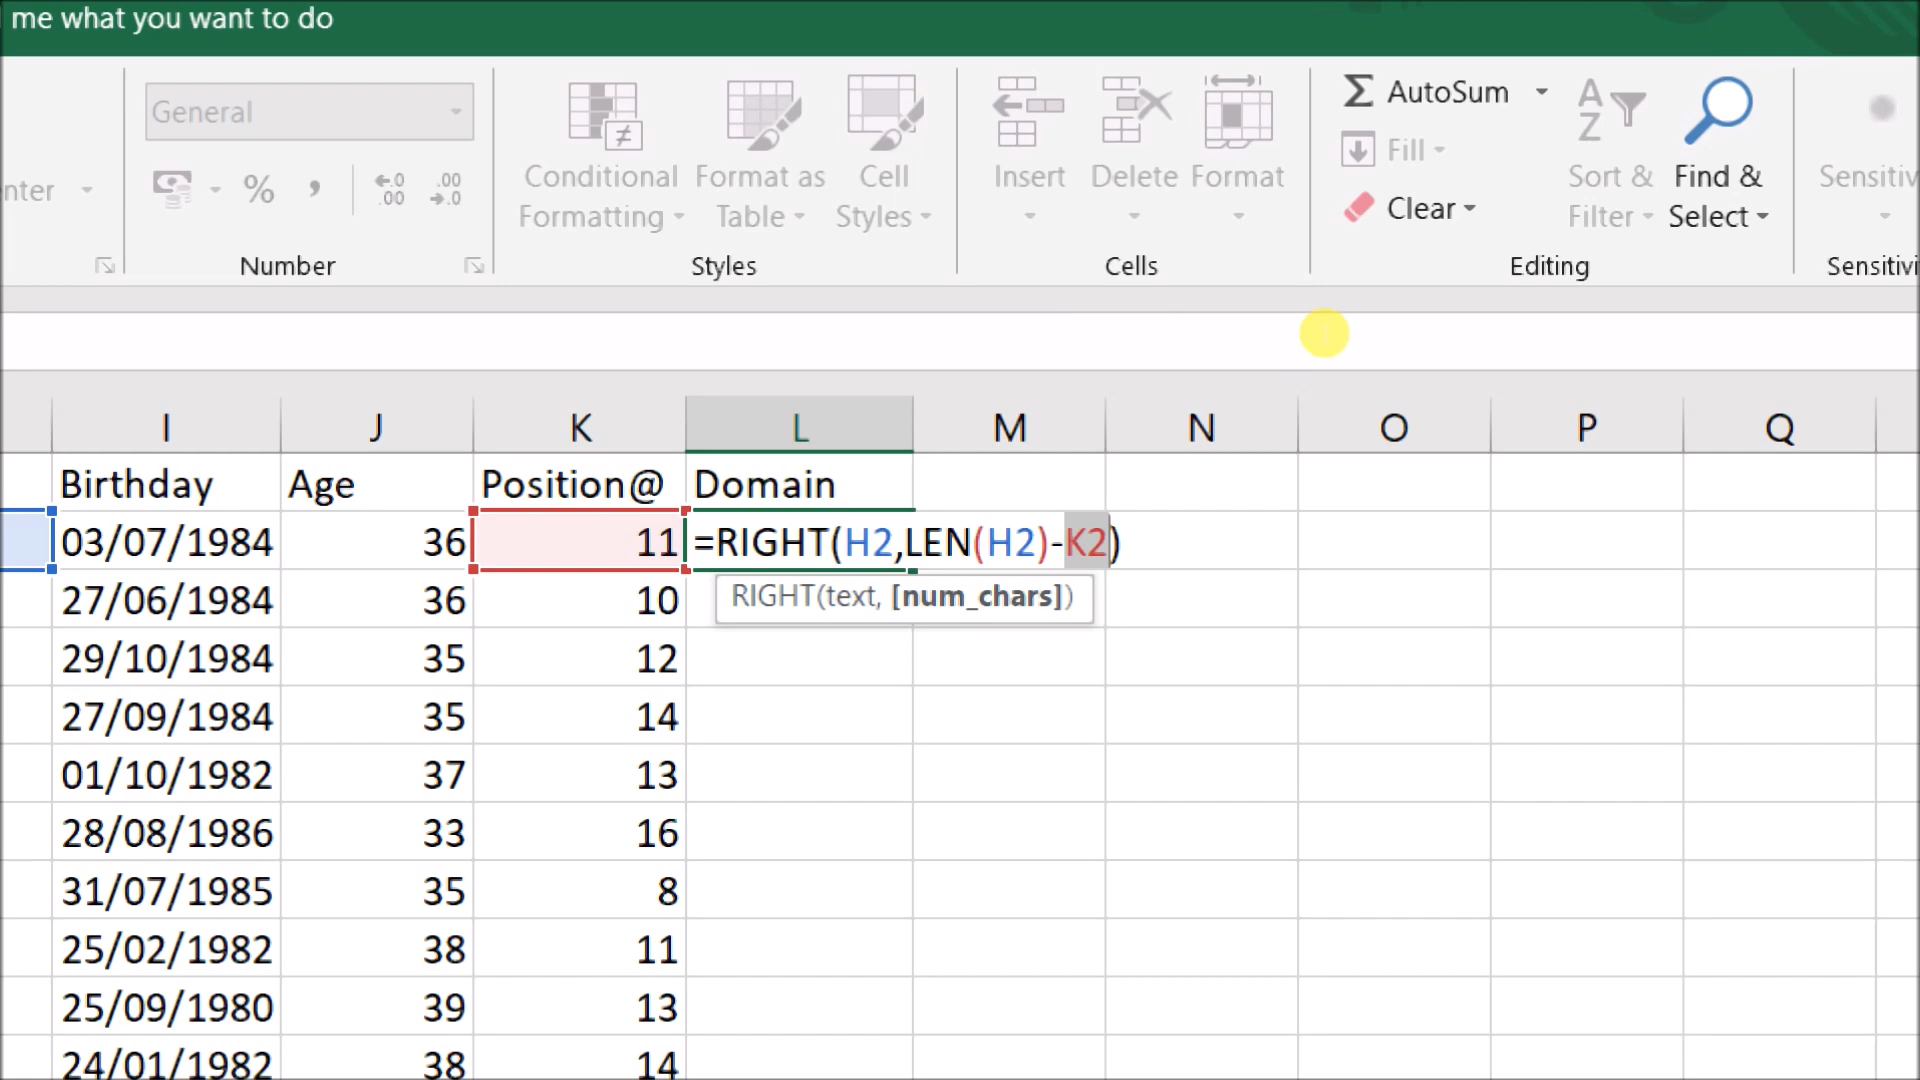 me what you want to do
nter
General
%
,
←.0
.00
.00
→.0
Number
Conditional
Formatting
Format as
Table
Cell
Styles
Styles
Insert
Delete
Format
Cells
AutoSum
Fill
Clear
A
Z
Sort &
Filter
Find &
Select
Editing
Sensitiv
Sensitivi
I J K L M N O P Q
Birthday Age Position@ Domain
03/07/1984 36 11 =RIGHT(H2,LEN(H2)-K2)
RIGHT(text, [num_chars])
27/06/1984 36 10
29/10/1984 35 12
27/09/1984 35 14
01/10/1982 37 13
28/08/1986 33 16
31/07/1985 35 8
25/02/1982 38 11
25/09/1980 39 13
24/01/1982 38 14